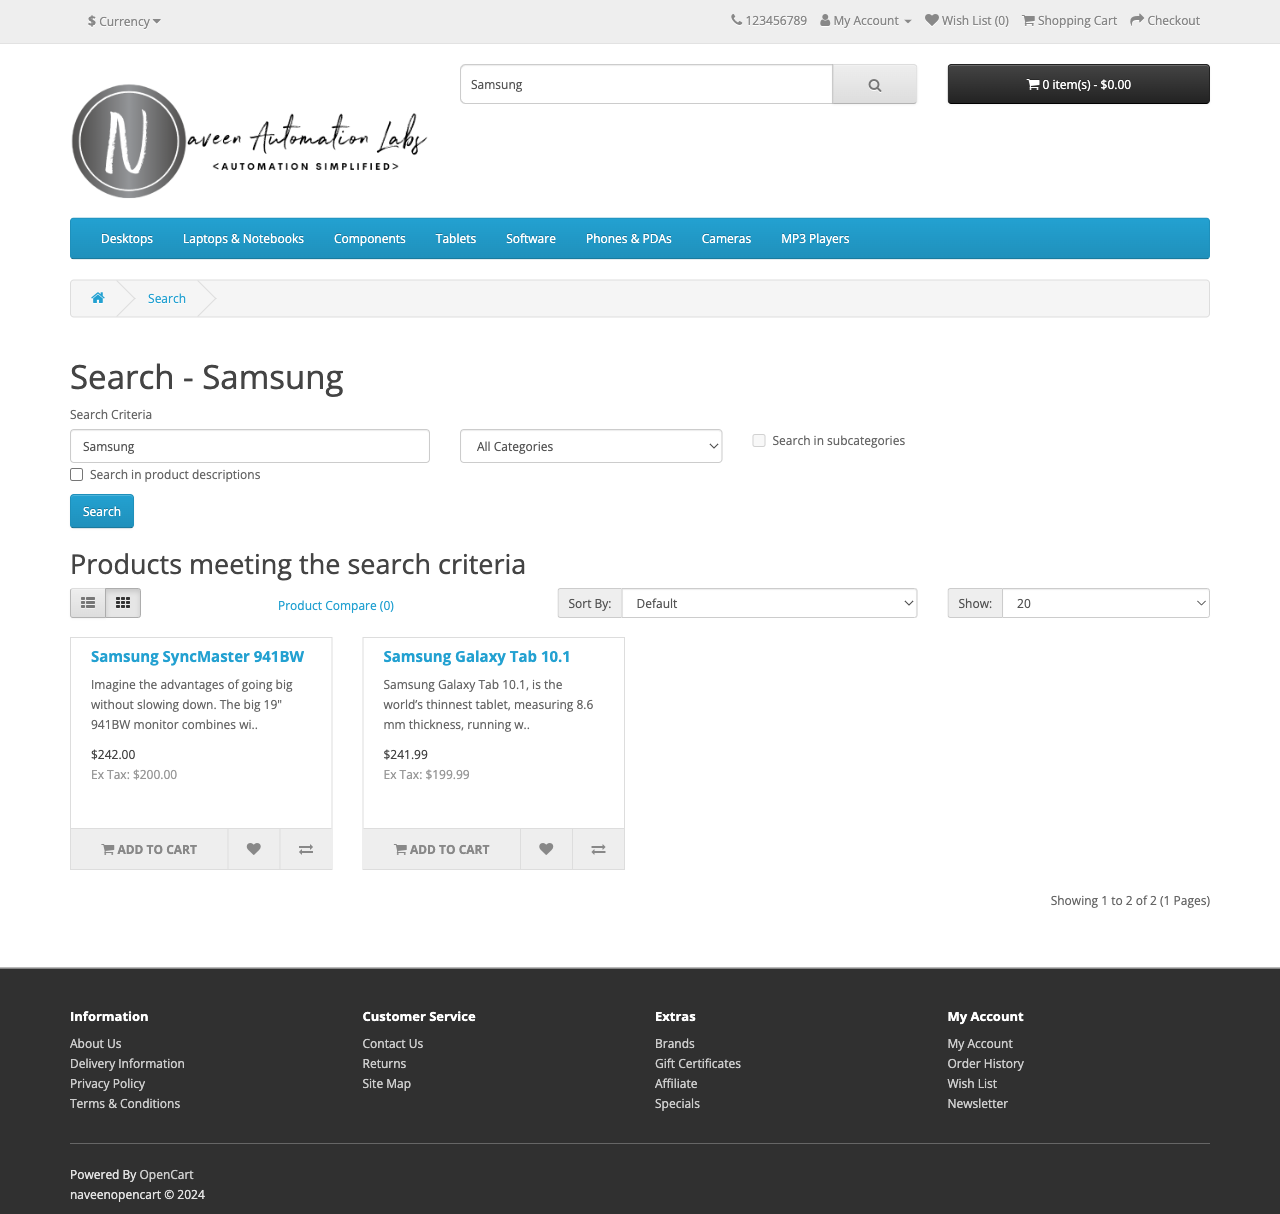 $ Currency
123456789
My Account
Wish List (0)
Shopping Cart
Checkout
N
aveen Automation Labs
<AUTOMATION SIMPLIFIED>
Samsung
0 item(s) - $0.00
Desktops
Laptops & Notebooks
Components
Tablets
Software
Phones & PDAs
Cameras
MP3 Players
Search
Search - Samsung
Search Criteria
Samsung
All Categories
Search in subcategories
Search in product descriptions
Search
Products meeting the search criteria
Product Compare (0)
Sort By:
Default
Show:
20
Samsung SyncMaster 941BW
Imagine the advantages of going big
without slowing down. The big 19"
941BW monitor combines wi..
$242.00
Ex Tax: $200.00
ADD TO CART
Samsung Galaxy Tab 10.1
Samsung Galaxy Tab 10.1, is the
world’s thinnest tablet, measuring 8.6
mm thickness, running w..
$241.99
Ex Tax: $199.99
ADD TO CART
Showing 1 to 2 of 2 (1 Pages)
Information
About Us
Delivery Information
Privacy Policy
Terms & Conditions
Customer Service
Contact Us
Returns
Site Map
Extras
Brands
Gift Certificates
Affiliate
Specials
My Account
My Account
Order History
Wish List
Newsletter
Powered By OpenCart
naveenopencart © 2024